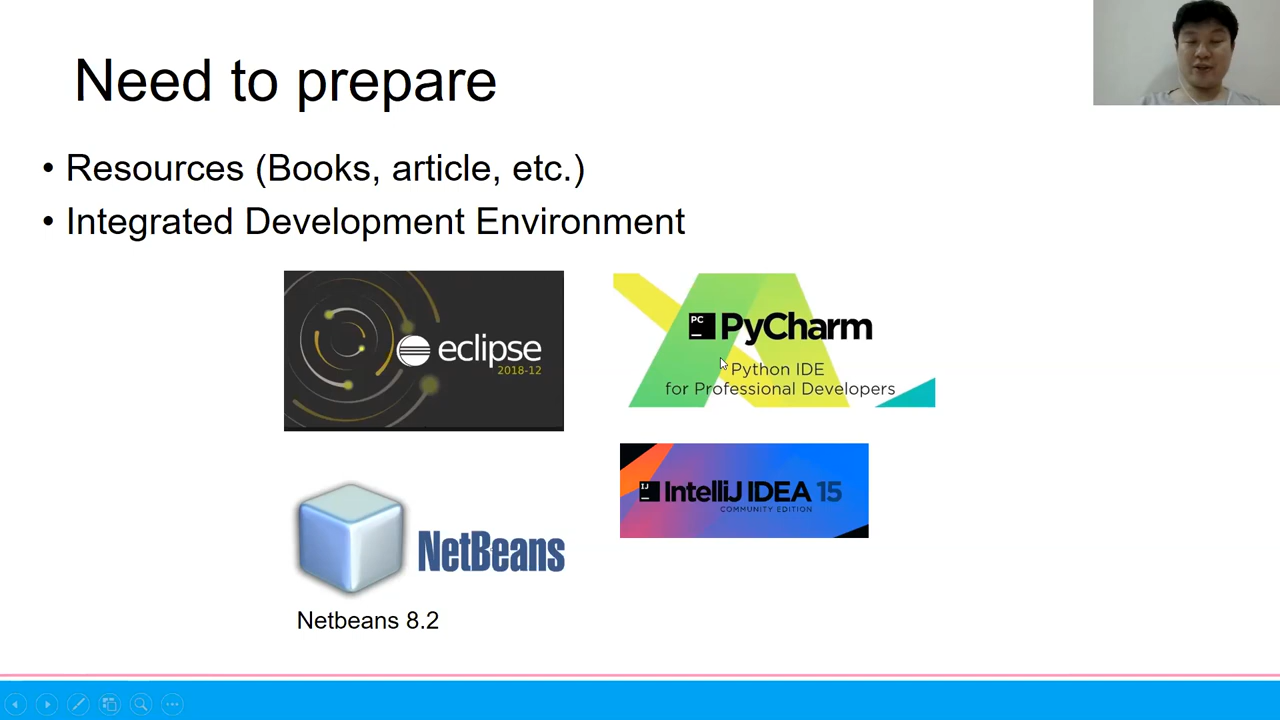 Need to prepare
• Resources (Books, article, etc.)
• Integrated Development Environment
eclipse
2018-12
PC PyCharm
Python IDE
for Professional Developers
IJ IntelliJ IDEA 15
COMMUNITY EDITION
NetBeans
Netbeans 8.2